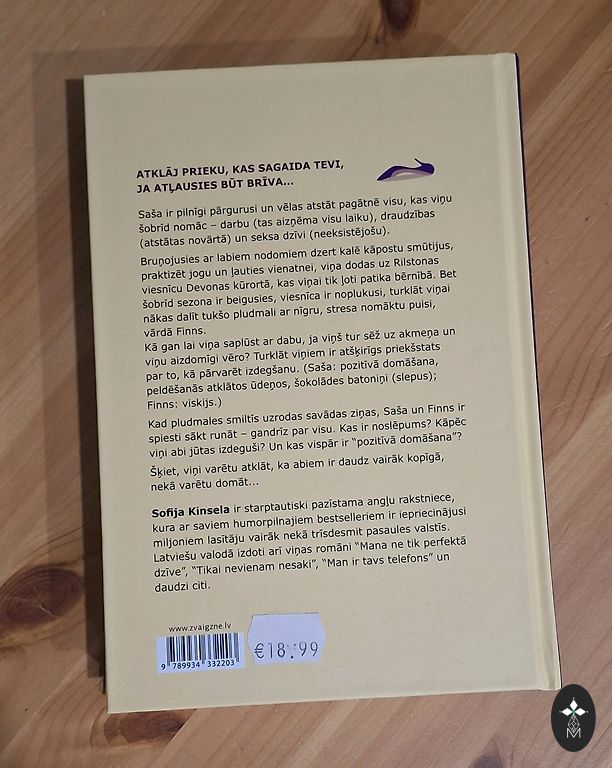 ATKLĀJ PRIEKU, KAS SAGAIDA TEVI,
JA ATĻAUSIES BŪT BRĪVA...
Saša ir pilnīgi pārgurusi un vēlas atstāt pagātnē visu, kas viņu
šobrīd nomāc – darbu (tas aizņēma visu laiku), draudzības
(atstātas novārtā) un seksa dzīvi (neeksistējošu).
Bruņojusies ar labiem nodomiem dzert kalē kāpostu smūtijus,
praktizēt jogu un ļauties vienatnei, viņa dodas uz Rilstonas
viesnīcu Devonas kūrortā, kas viņai tik ļoti patika bērnībā. Bet
šobrīd sezona ir beigusies, viesnīca ir noplukusi, turklāt viņai
nākas dalīt tukšo pludmali ar nīgru, stresa nomāktu puisi,
vārdā Finns.
Kā gan lai viņa saplūst ar dabu, ja viņš tur sēž uz akmeņa un
viņu aizdomīgi vēro? Turklāt viņiem ir atšķirīgs priekšstats
par to, kā pārvarēt izdegšanu. (Saša: pozitīvā domāšana,
peldēšanās atklātos ūdeņos, šokolādes batoniņi (slepus);
Finns: viskijs.)
Kad pludmales smiltīs uzrodas savādas ziņas, Saša un Finns ir
spiesti sākt runāt – gandrīz par visu. Kas ir noslēpums? Kāpēc
viņi abi jūtas izdeguši? Un kas vispār ir “pozitīvā domāšana”?
Šķiet, viņi varētu atklāt, ka abiem ir daudz vairāk kopīgā,
nekā varētu domāt...
Sofija Kinsela ir starptautiski pazīstama angļu rakstniece,
kura ar saviem humorpilnajiem bestselleriem ir iepriecinājusi
miljoniem lasītāju vairāk nekā trīsdesmit pasaules valstīs.
Latviešu valodā izdoti arī viņas romāni “Mana ne tik perfektā
dzīve”, “Tikai nevienam nesaki”, “Man ir tavs telefons” un
daudzi citi.
www.zvaigzne.lv
9 789934 332203
€18.99
M